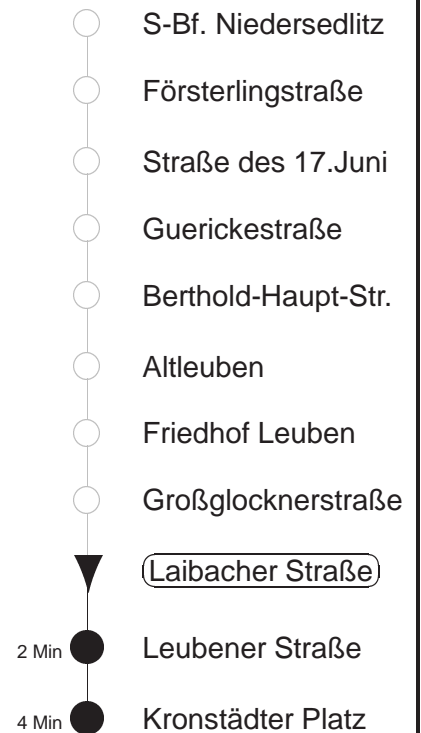 S-Bf. Niedersedlitz
Försterlingstraße
Straße des 17.Juni
Guerickestraße
Berthold-Haupt-Str.
Altleuben
Friedhof Leuben
Großglocknerstraße
Laibacher Straße
2 Min Leubener Straße
4 Min Kronstädter Platz